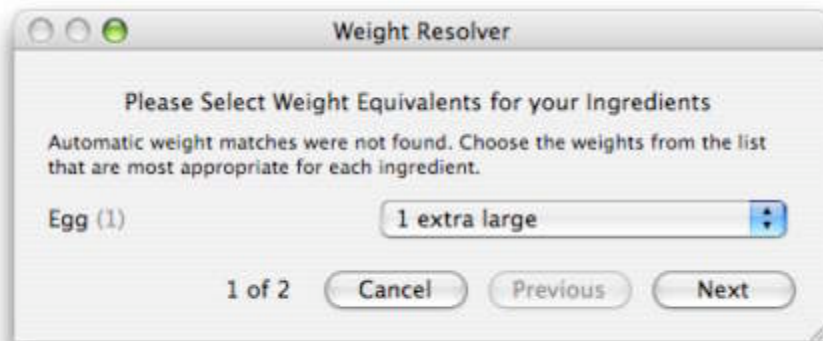 Weight Resolver
Please Select Weight Equivalents for your Ingredients
Automatic weight matches were not found. Choose the weights from the list
that are most appropriate for each ingredient.
Egg (1) 1 extra large
1 of 2 Cancel Previous Next